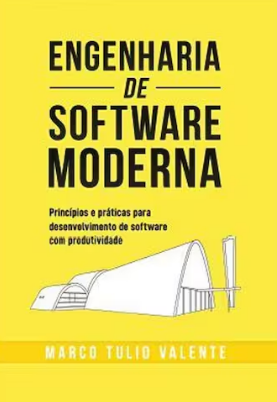 ENGENHARIA
DE
SOFTWARE
MODERNA
Princípios e práticas para
desenvolvimento de software
com produtividade
MARCO TULIO VALENTE